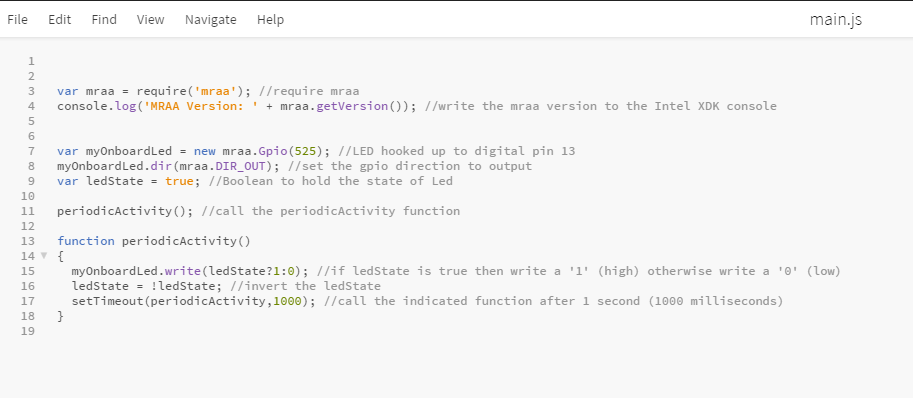 File Edit Find View Navigate Help main.js
1
2
3 var mraa = require('mraa'); //require mraa
4 console.log('MRAA Version: ' + mraa.getVersion()); //write the mraa version to the Intel XDK console
5
6
7 var myOnboardLed = new mraa.Gpio(525); //LED hooked up to digital pin 13
8 myOnboardLed.dir(mraa.DIR_OUT); //set the gpio direction to output
9 var ledState = true; //Boolean to hold the state of Led
10
11 periodicActivity(); //call the periodicActivity function
12
13 function periodicActivity()
14 {
15 myOnboardLed.write(ledState?1:0); //if ledState is true then write a '1' (high) otherwise write a '0' (low)
16 ledState = !ledState; //invert the ledState
17 setTimeout(periodicActivity,1000); //call the indicated function after 1 second (1000 milliseconds)
18 }
19